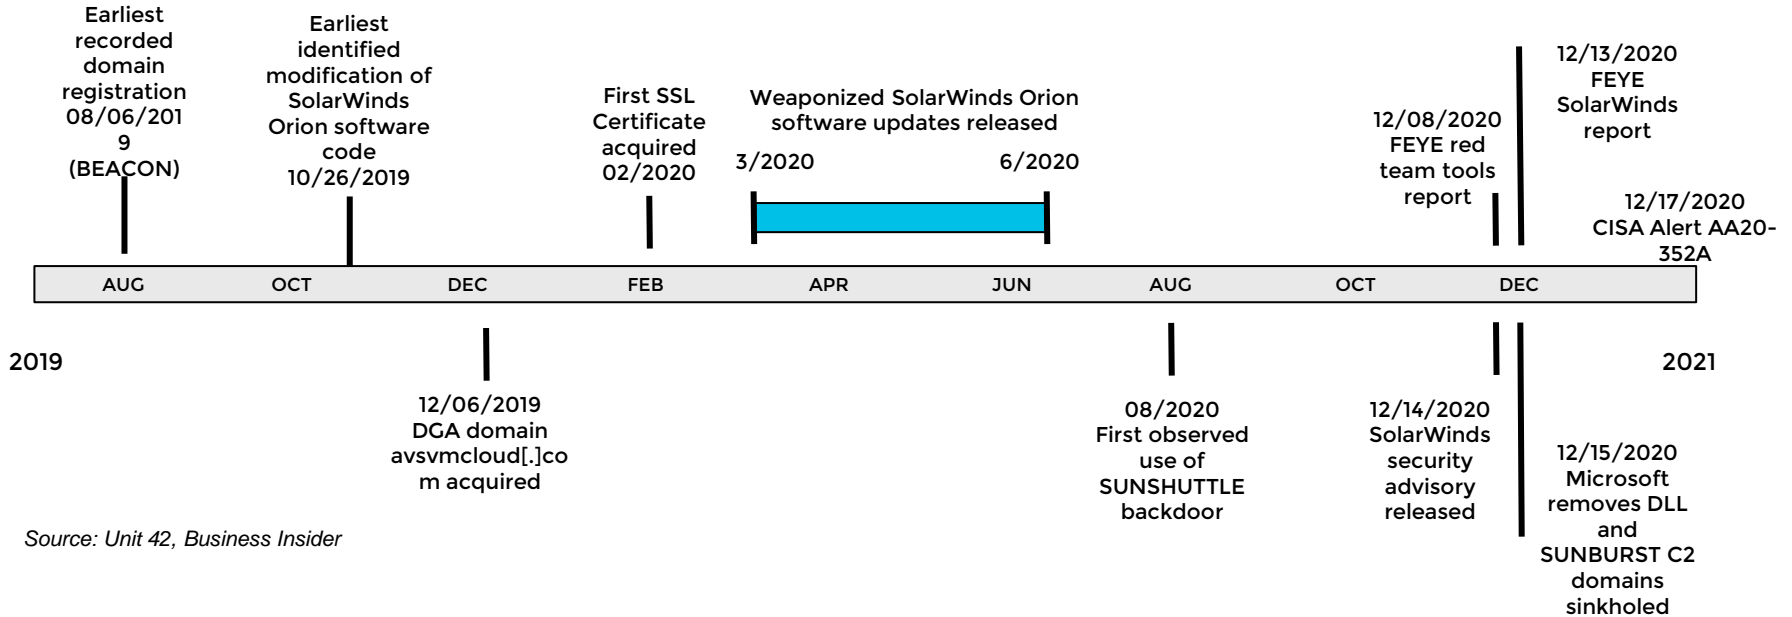 Earliest
recorded
domain
registration
08/06/201
9
(BEACON)
Earliest
identified
modification of
SolarWinds
Orion software
code
10/26/2019
First SSL
Certificate
acquired
02/2020
Weaponized SolarWinds Orion
software updates released
3/2020
6/2020
12/08/2020
FEYE red
team tools
report
12/13/2020
FEYE
SolarWinds
report
12/17/2020
CISA Alert AA20-
352A
AUG OCT DEC FEB APR JUN AUG OCT DEC
2019
2021
12/06/2019
DGA domain
avsvmcloud[.]co
m acquired
08/2020
First observed
use of
SUNSHUTTLE
backdoor
12/14/2020
SolarWinds
security
advisory
released
12/15/2020
Microsoft
removes DLL
and
SUNBURST C2
domains
sinkholed
Source: Unit 42, Business Insider